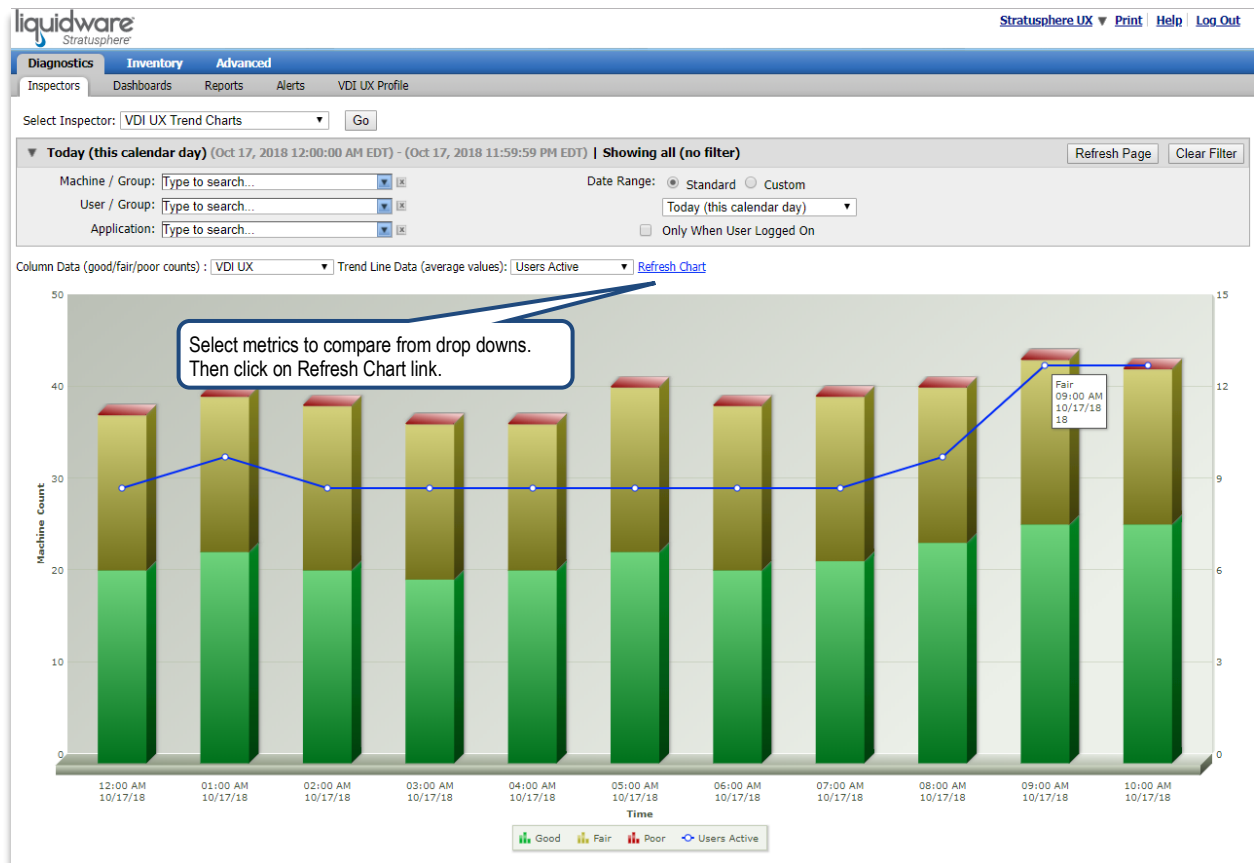 liquidware
Stratusphere
Stratusphere UX ▼ Print Help Log Out
Diagnostics Inventory Advanced
Inspectors Dashboards Reports Alerts VDI UX Profile
Select Inspector: VDI UX Trend Charts Go
Today (this calendar day) (Oct 17, 2018 12:00:00 AM EDT) - (Oct 17, 2018 11:59:59 PM EDT) | Showing all (no filter) Refresh Page Clear Filter
Machine / Group: Type to search...
User / Group: Type to search...
Application: Type to search...
Date Range: Standard Custom
Today (this calendar day)
Only When User Logged On
Column Data (good/fair/poor counts) : VDI UX Trend Line Data (average values): Users Active Refresh Chart
Select metrics to compare from drop downs.
Then click on Refresh Chart link.
50
40
30
20
10
0
Machine Count
15
12
9
6
3
0
Fair
09:00 AM
10/17/18
18
12:00 AM 01:00 AM 02:00 AM 03:00 AM 04:00 AM 05:00 AM 06:00 AM 07:00 AM 08:00 AM 09:00 AM 10:00 AM
10/17/18 10/17/18 10/17/18 10/17/18 10/17/18 10/17/18 10/17/18 10/17/18 10/17/18 10/17/18 10/17/18
Time
Good Fair Poor Users Active